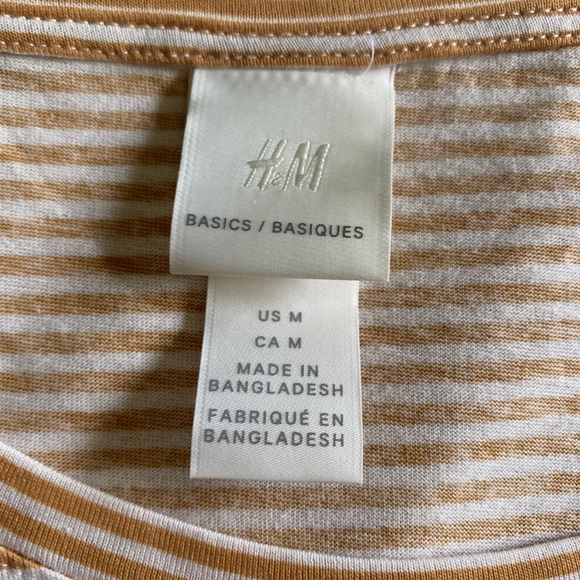 H&M
BASICS / BASIQUES
US M
CA M
MADE IN
BANGLADESH
FABRIQUÉ EN
BANGLADESH